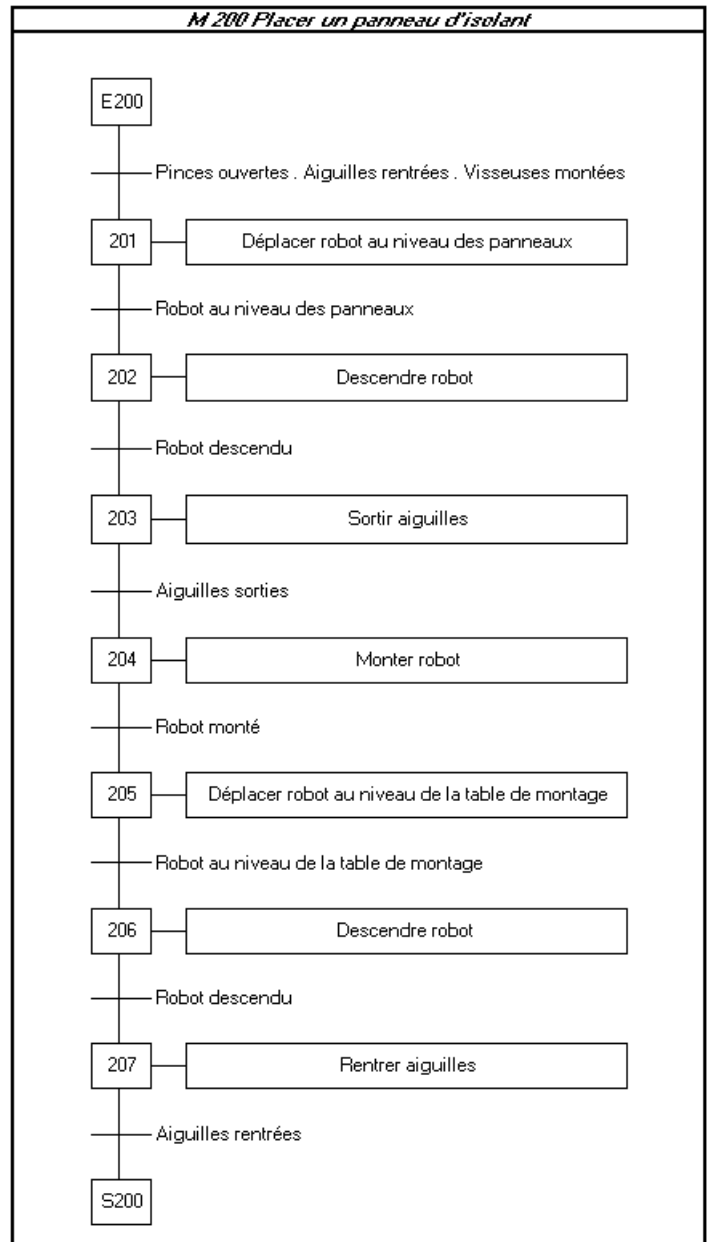 M 200 Placer un panneau d'isolant
E200
Pinces ouvertes . Aiguilles rentrées . Visseuses montées
201 Déplacer robot au niveau des panneaux
Robot au niveau des panneaux
202 Descendre robot
Robot descendu
203 Sortir aiguilles
Aiguilles sorties
204 Monter robot
Robot monté
205 Déplacer robot au niveau de la table de montage
Robot au niveau de la table de montage
206 Descendre robot
Robot descendu
207 Rentrer aiguilles
Aiguilles rentrées
S200